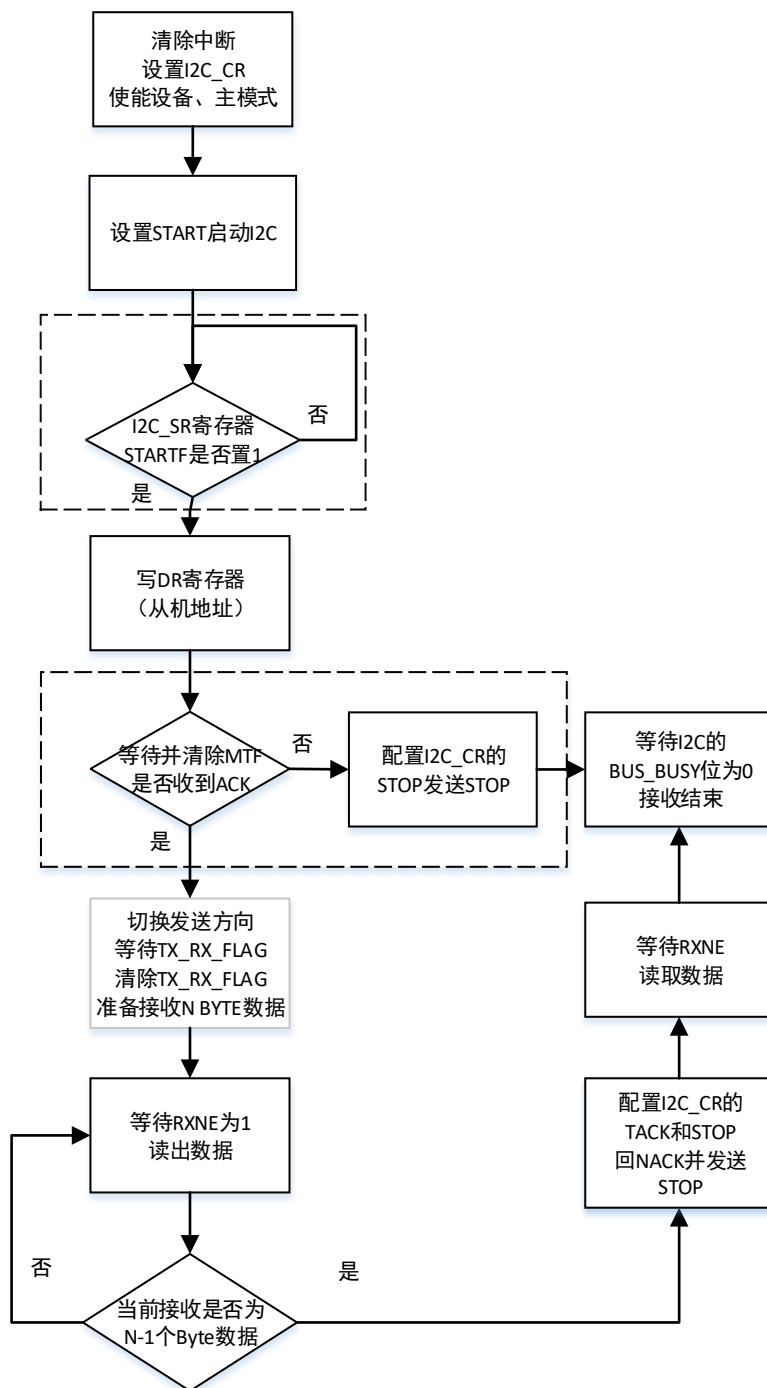 清除中断
设置I2C_CR
使能设备、主模式
设置START启动I2C
I2C_SR寄存器
STARTF是否置1
否
是
写DR寄存器
（从机地址）
等待并清除MTF
是否收到ACK
否
是
配置I2C_CR的
STOP发送STOP
等待I2C的
BUS_BUSY位为0
接收结束
切换发送方向
等待TX_RX_FLAG
清除TX_RX_FLAG
准备接收N BYTE数据
等待RXNE
读取数据
等待RXNE为1
读出数据
配置I2C_CR的
TACK和STOP
回NACK并发送
STOP
否
是
当前接收是否为
N-1个Byte数据